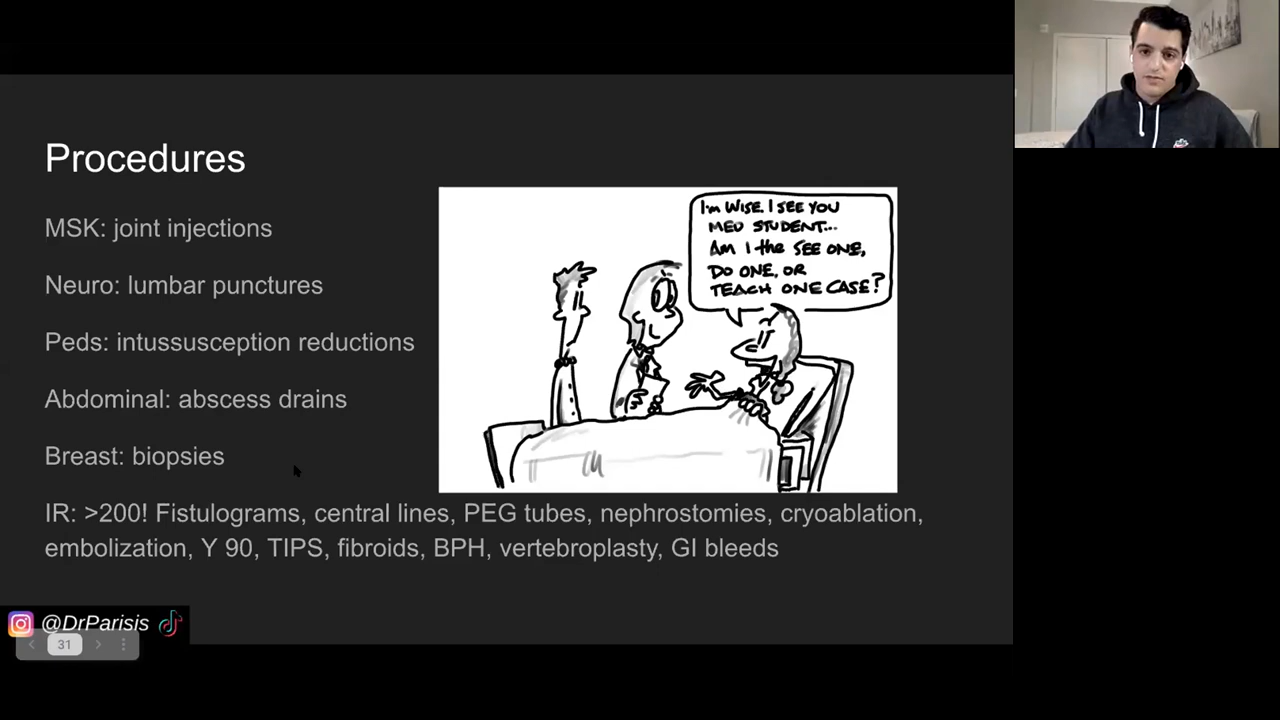 Procedures
MSK: joint injections
Neuro: lumbar punctures
Peds: intussusception reductions
Abdominal: abscess drains
Breast: biopsies
IR: >200! Fistulograms, central lines, PEG tubes, nephrostomies, cryoablation,
embolization, Y 90, TIPS, fibroids, BPH, vertebroplasty, GI bleeds
I'm WISE. I SEE YOU
MED STUDENT...
Am I the SEE ONE,
DO ONE, OR
TEACH ONE CASE?
@DrParisis
31